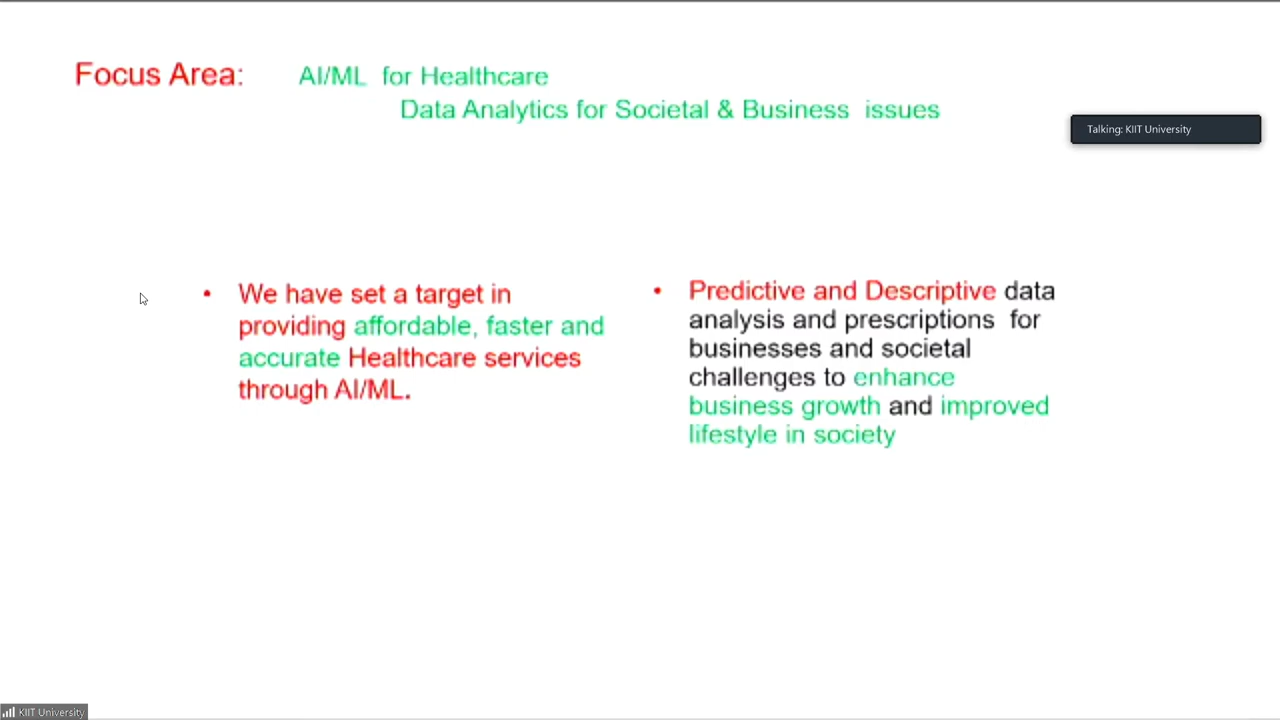 Focus Area: AI/ML for Healthcare
Data Analytics for Societal & Business issues
Talking: KIIT University
• We have set a target in
providing affordable, faster and
accurate Healthcare services
through AI/ML.
• Predictive and Descriptive data
analysis and prescriptions for
businesses and societal
challenges to enhance
business growth and improved
lifestyle in society
KIIT University